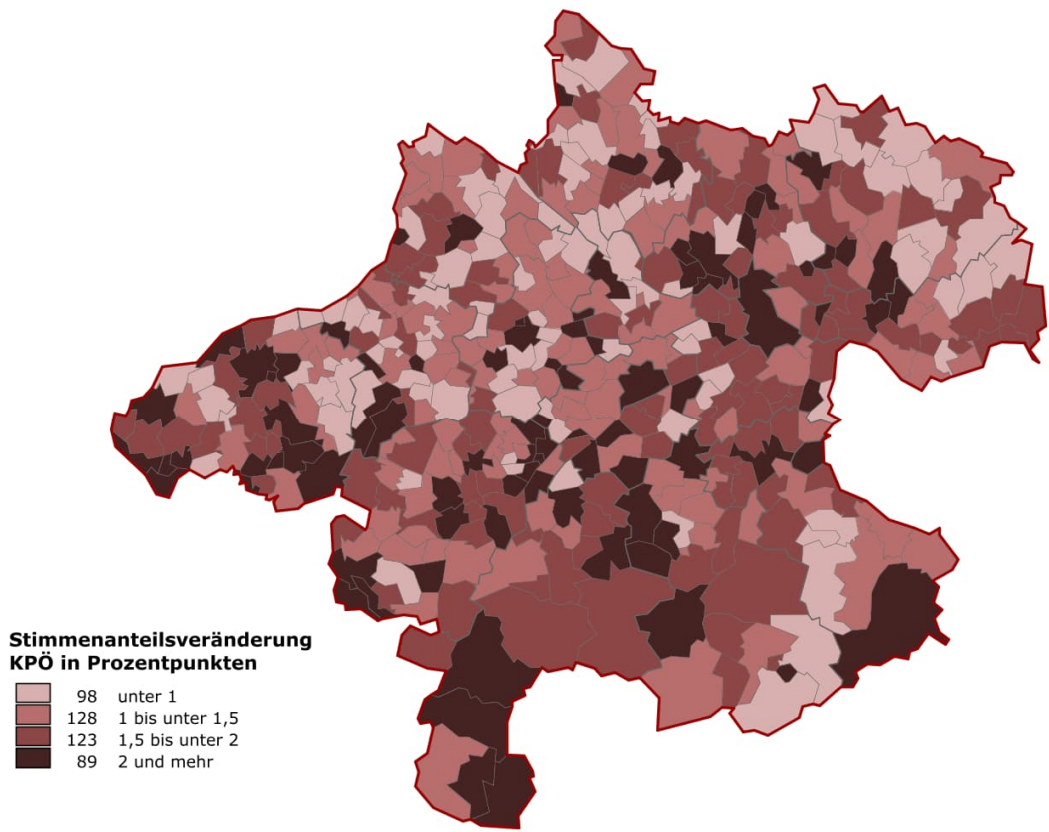 Stimmenanteilsveränderung
KPÖ in Prozentpunkten
98 unter 1
128 1 bis unter 1,5
123 1,5 bis unter 2
89 2 und mehr